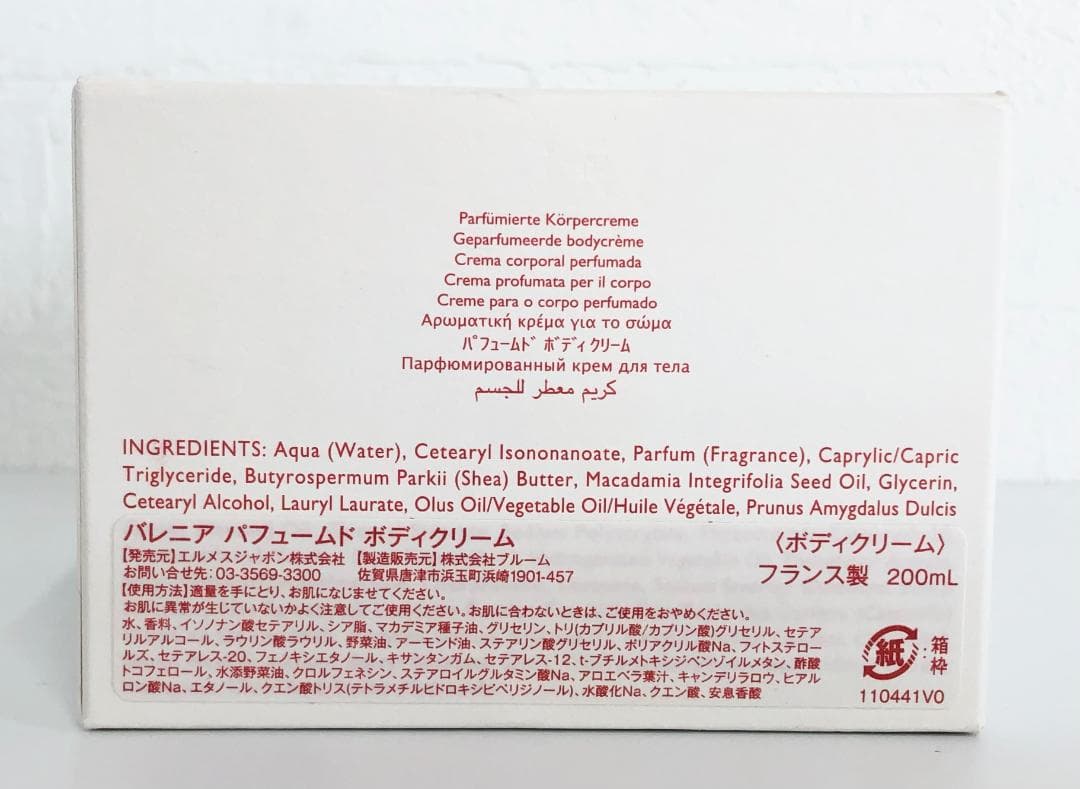 Parfümierte Körpercreme
Geparfumeerde bodycrème
Crema corporal perfumada
Crema profumata per il corpo
Creme para o corpo perfumado
Αρωματική κρέμα για το σώμα
ﾊﾟﾌｭｰﾑﾄﾞ ﾎﾞﾃﾞｨｸﾘｰﾑ
Парфюмированный крем для тела
كريم معطر للجسم
INGREDIENTS: Aqua (Water), Cetearyl Isononanoate, Parfum (Fragrance), Caprylic/Capric
Triglyceride, Butyrospermum Parkii (Shea) Butter, Macadamia Integrifolia Seed Oil, Glycerin,
Cetearyl Alcohol, Lauryl Laurate, Olus Oil/Vegetable Oil/Huile Végétale, Prunus Amygdalus Dulcis
バレニア パフュームド ボディクリーム 〈ボディクリーム〉
【発売元】エルメスジャポン株式会社 【製造販売元】株式会社ブルーム
お問い合せ先：03-3569-3300 佐賀県唐津市浜玉町浜崎1901-457 フランス製 200mL
【使用方法】適量を手にとり、お肌になじませてください。
お肌に異常が生じていないかよく注意してご使用ください。お肌に合わないときは、ご使用をおやめください。
水、香料、イソノナン酸セテアリル、シア脂、マカデミア種子油、グリセリン、トリ(カプリル酸/カプリン酸)グリセリル、セテア
リルアルコール、ラウリン酸ラウリル、野菜油、アーモンド油、ステアリン酸グリセリル、ポリアクリル酸Na、フィトステロー
ルズ、セテアレス-20、フェノキシエタノール、キサンタンガム、セテアレス-12、t-ブチルメトキシジベンゾイルメタン、酢酸
トコフェロール、水添野菜油、クロルフェネシン、ステアロイルグルタミン酸Na、アロエベラ葉汁、キャンデリラロウ、ヒアル
ロン酸Na、エタノール、クエン酸トリス(テトラメチルヒドロキシピペリジノール)、水酸化Na、クエン酸、安息香酸
紙 箱・枠
110441V0